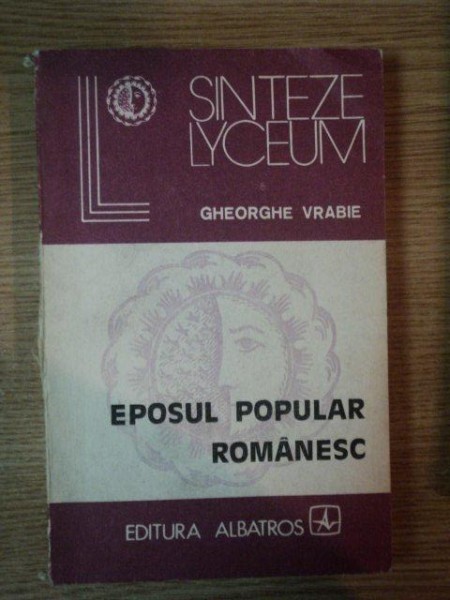 SINTEZE
LYCEUM
GHEORGHE VRABIE
EPOSUL POPULAR
ROMÂNESC
EDITURA ALBATROS